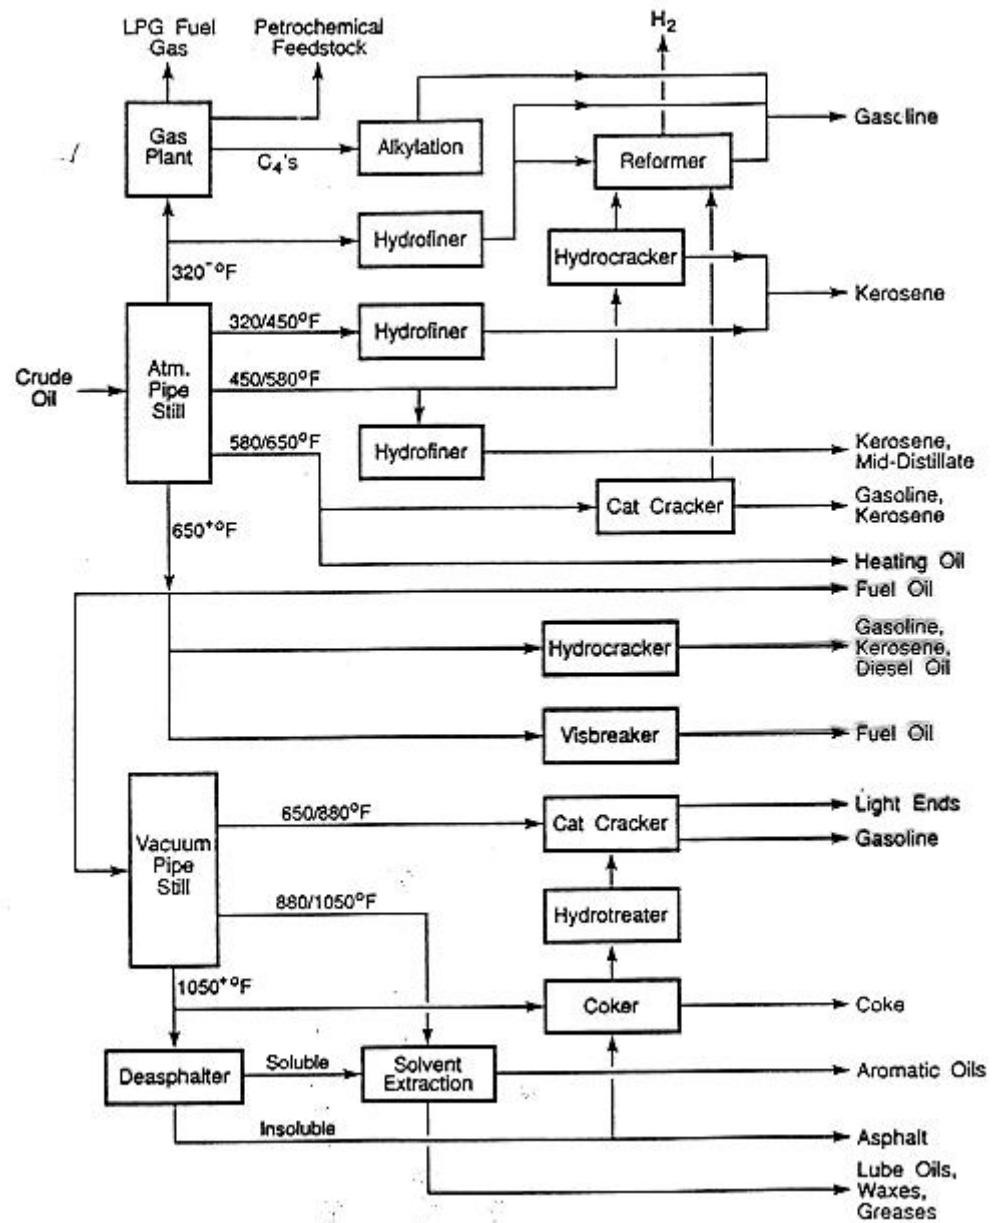 LPG Fuel
Gas
Petrochemical
Feedstock
H2
Gas
Plant
C4's
Alkylation
Reformer
Gasoline
Hydrofiner
Hydrocracker
320-°F
Kerosene
320/450°F
Hydrofiner
Crude
Oil
Atm.
Pipe
Still
450/580°F
580/650°F
Hydrofiner
Kerosene,
Mid-Distillate
Cat Cracker
Gasoline,
Kerosene
650+°F
Heating Oil
Fuel Oil
Hydrocracker
Gasoline,
Kerosene,
Diesel Oil
Visbreaker
Fuel Oil
Vacuum
Pipe
Still
650/880°F
Cat Cracker
Light Ends
Gasoline
880/1050°F
Hydrotreater
1050+°F
Coker
Coke
Deasphalter
Soluble
Solvent
Extraction
Aromatic Oils
Insoluble
Asphalt
Lube Oils,
Waxes,
Greases